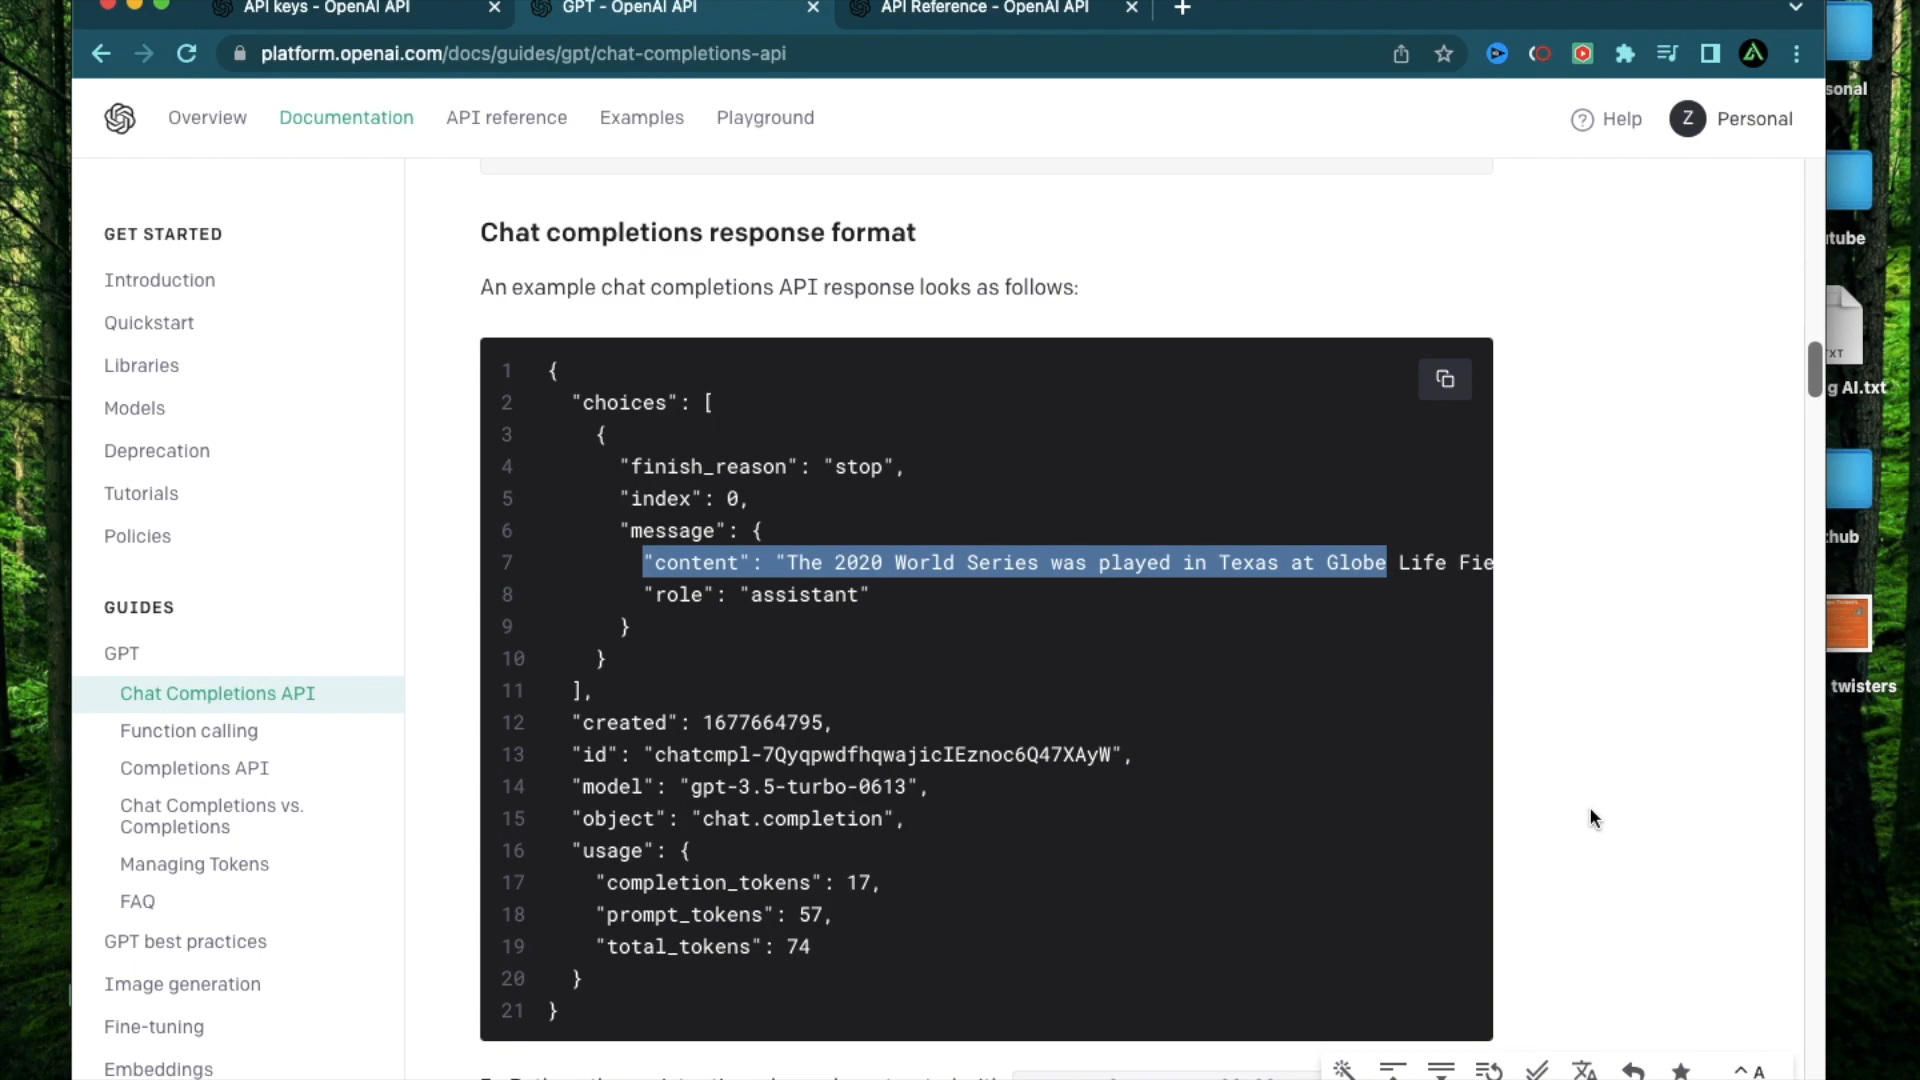 API keys - OpenAI API
GPT - OpenAI API
API Reference - OpenAI API
platform.openai.com/docs/guides/gpt/chat-completions-api
Overview
Documentation
API reference
Examples
Playground
Help
Z
Personal
GET STARTED
Introduction
Quickstart
Libraries
Models
Deprecation
Tutorials
Policies
GUIDES
GPT
Chat Completions API
Function calling
Completions API
Chat Completions vs.
Completions
Managing Tokens
FAQ
GPT best practices
Image generation
Fine-tuning
Embeddings
Chat completions response format
An example chat completions API response looks as follows:
1 {
2 "choices": [
3 {
4 "finish_reason": "stop",
5 "index": 0,
6 "message": {
7 "content": "The 2020 World Series was played in Texas at Globe Life Fie
8 "role": "assistant"
9 }
10 }
11 ],
12 "created": 1677664795,
13 "id": "chatcmpl-7QyqpwdfhqwajicIEznoc6Q47XAyW",
14 "model": "gpt-3.5-turbo-0613",
15 "object": "chat.completion",
16 "usage": {
17 "completion_tokens": 17,
18 "prompt_tokens": 57,
19 "total_tokens": 74
20 }
21 }
sonal
tube
TXT
g AI.txt
hub
twisters
A